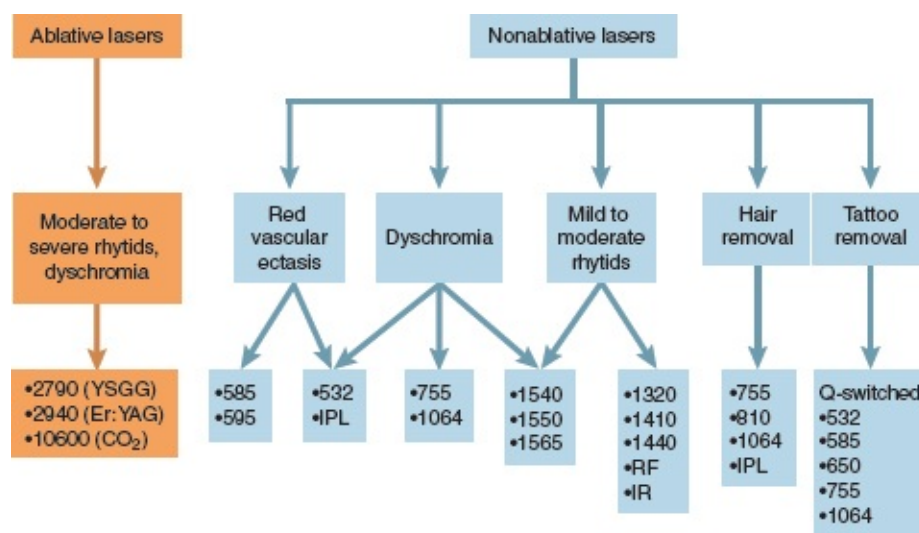 Ablative lasers
Nonablative lasers
Moderate to
severe rhytids,
dyschromia
Red
vascular
ectasis
Dyschromia
Mild to
moderate
rhytids
Hair
removal
Tattoo
removal
•2790 (YSGG)
•2940 (Er:YAG)
•10600 (CO₂)
•585
•595
•532
•IPL
•755
•1064
•1540
•1550
•1565
•1320
•1410
•1440
•RF
•IR
•755
•810
•1064
•IPL
Q-switched
•532
•585
•650
•755
•1064